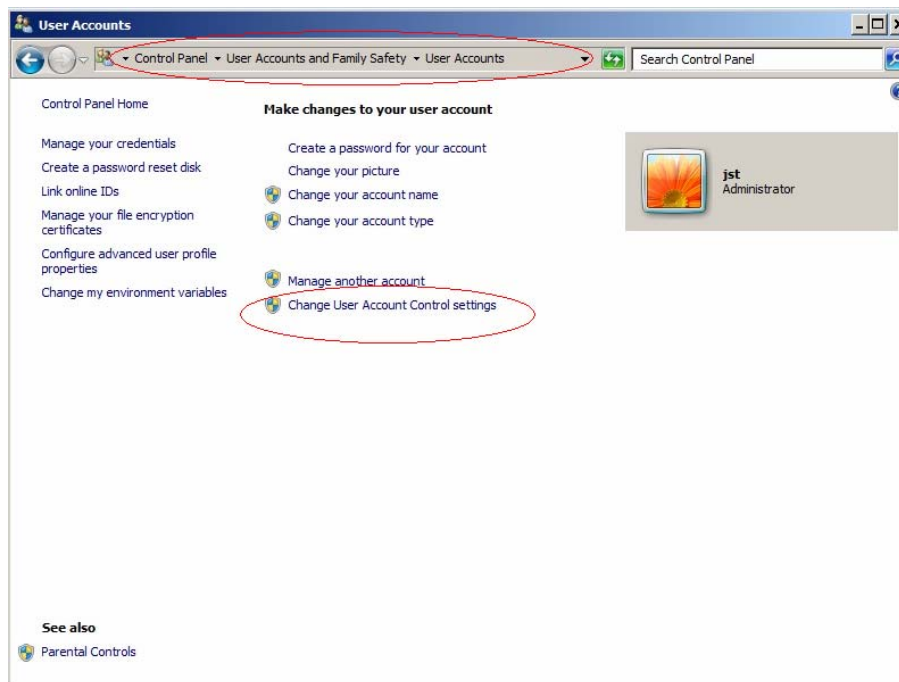 User Accounts
Control Panel User Accounts and Family Safety User Accounts
Search Control Panel
Control Panel Home
Manage your credentials
Create a password reset disk
Link online IDs
Manage your file encryption
certificates
Configure advanced user profile
properties
Change my environment variables
Make changes to your user account
Create a password for your account
Change your picture
Change your account name
Change your account type
Manage another account
Change User Account Control settings
jst
Administrator
See also
Parental Controls